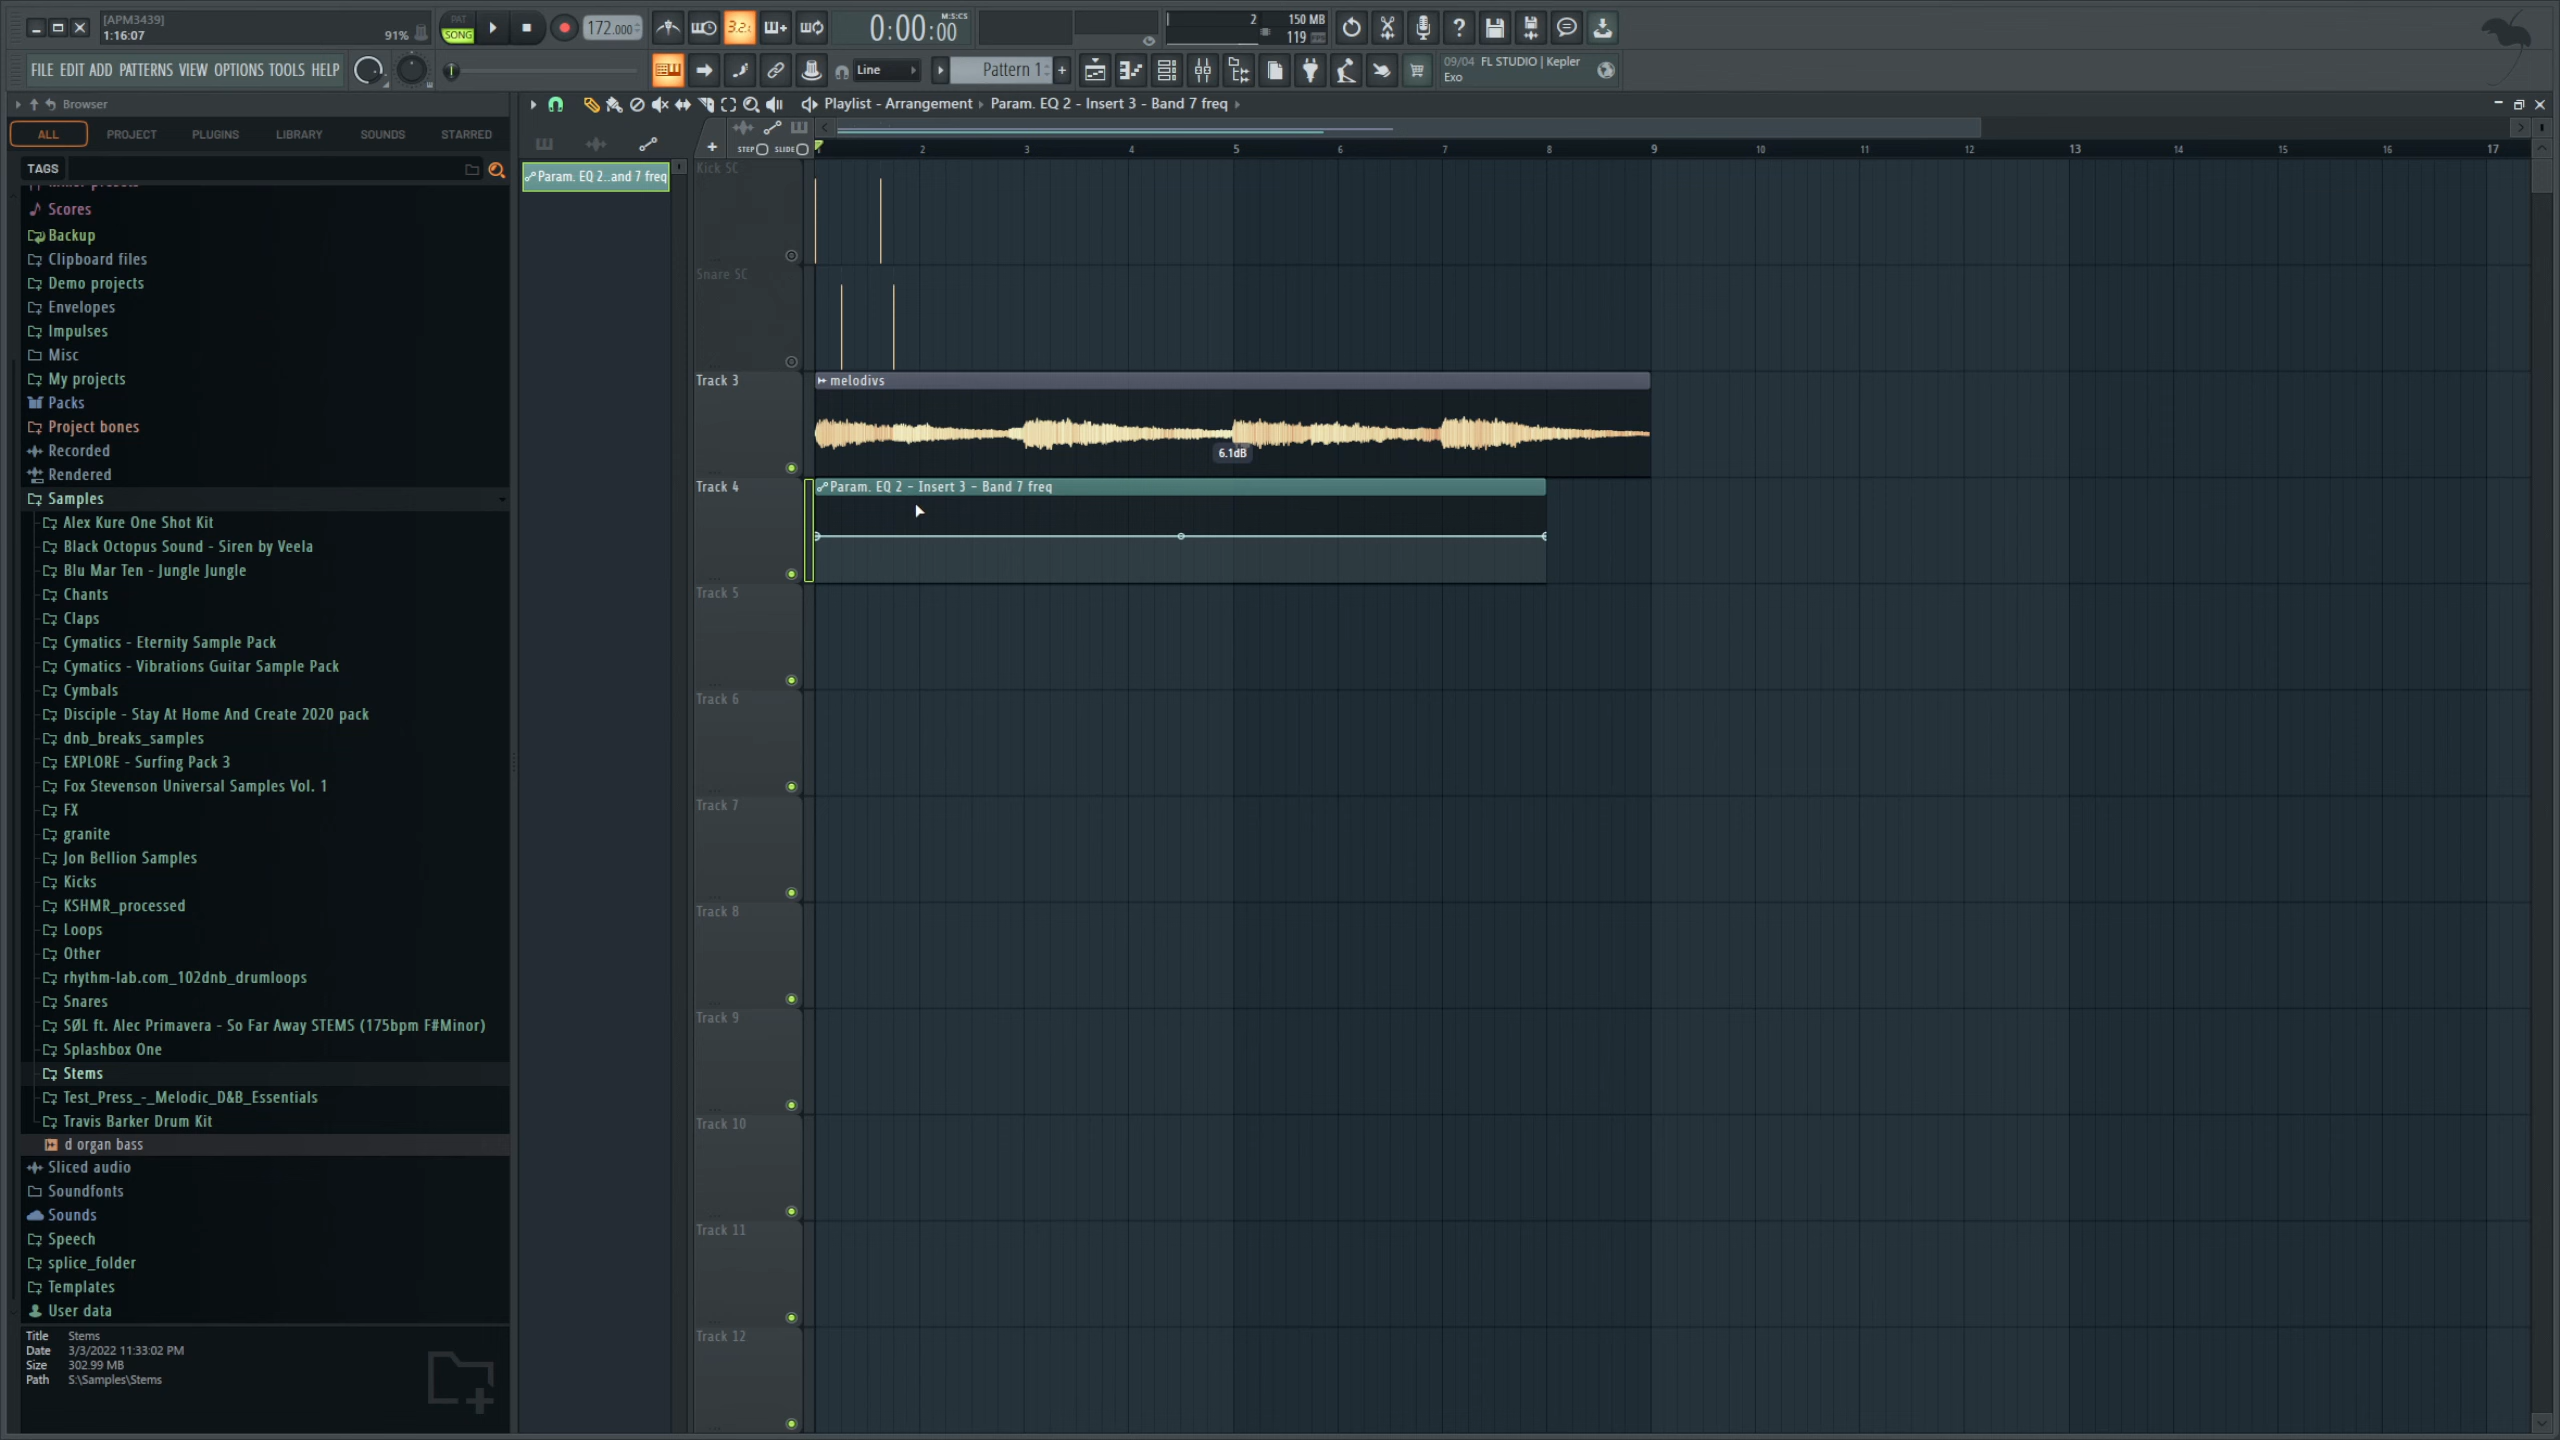 [APM3439]
1:16:07
91%
PAT
SONG
172.000
3.2.
0:00:00
M:S:CS
2
150 MB
119
FILE EDIT ADD PATTERNS VIEW OPTIONS TOOLS HELP
Line
Pattern 1
09/04 FL STUDIO | Kepler
Exo
Browser
Playlist - Arrangement
Param. EQ 2 - Insert 3 - Band 7 freq
ALL
PROJECT
PLUGINS
LIBRARY
SOUNDS
STARRED
STEP
SLIDE
1 2 3 4 5 6 7 8 9 10 11 12 13 14 15 16 17
TAGS
Scores
Backup
Clipboard files
Demo projects
Envelopes
Impulses
Misc
My projects
Packs
Project bones
Recorded
Rendered
Samples
Alex Kure One Shot Kit
Black Octopus Sound - Siren by Veela
Blu Mar Ten - Jungle Jungle
Chants
Claps
Cymatics - Eternity Sample Pack
Cymatics - Vibrations Guitar Sample Pack
Cymbals
Disciple - Stay At Home And Create 2020 pack
dnb_breaks_samples
EXPLORE - Surfing Pack 3
Fox Stevenson Universal Samples Vol. 1
FX
granite
Jon Bellion Samples
Kicks
KSHMR_processed
Loops
Other
rhythm-lab.com_102dnb_drumloops
Snares
SØL ft. Alec Primavera - So Far Away STEMS (175bpm F#Minor)
Splashbox One
Stems
Test_Press_-_Melodic_D&B_Essentials
Travis Barker Drum Kit
d organ bass
Sliced audio
Soundfonts
Sounds
Speech
splice_folder
Templates
User data
Title Stems
Date 3/3/2022 11:33:02 PM
Size 302.99 MB
Path S:\Samples\Stems
Param. EQ 2..and 7 freq
Kick SC
Snare SC
Track 3
melodivs
6.1dB
Track 4
Param. EQ 2 - Insert 3 - Band 7 freq
Track 5
Track 6
Track 7
Track 8
Track 9
Track 10
Track 11
Track 12